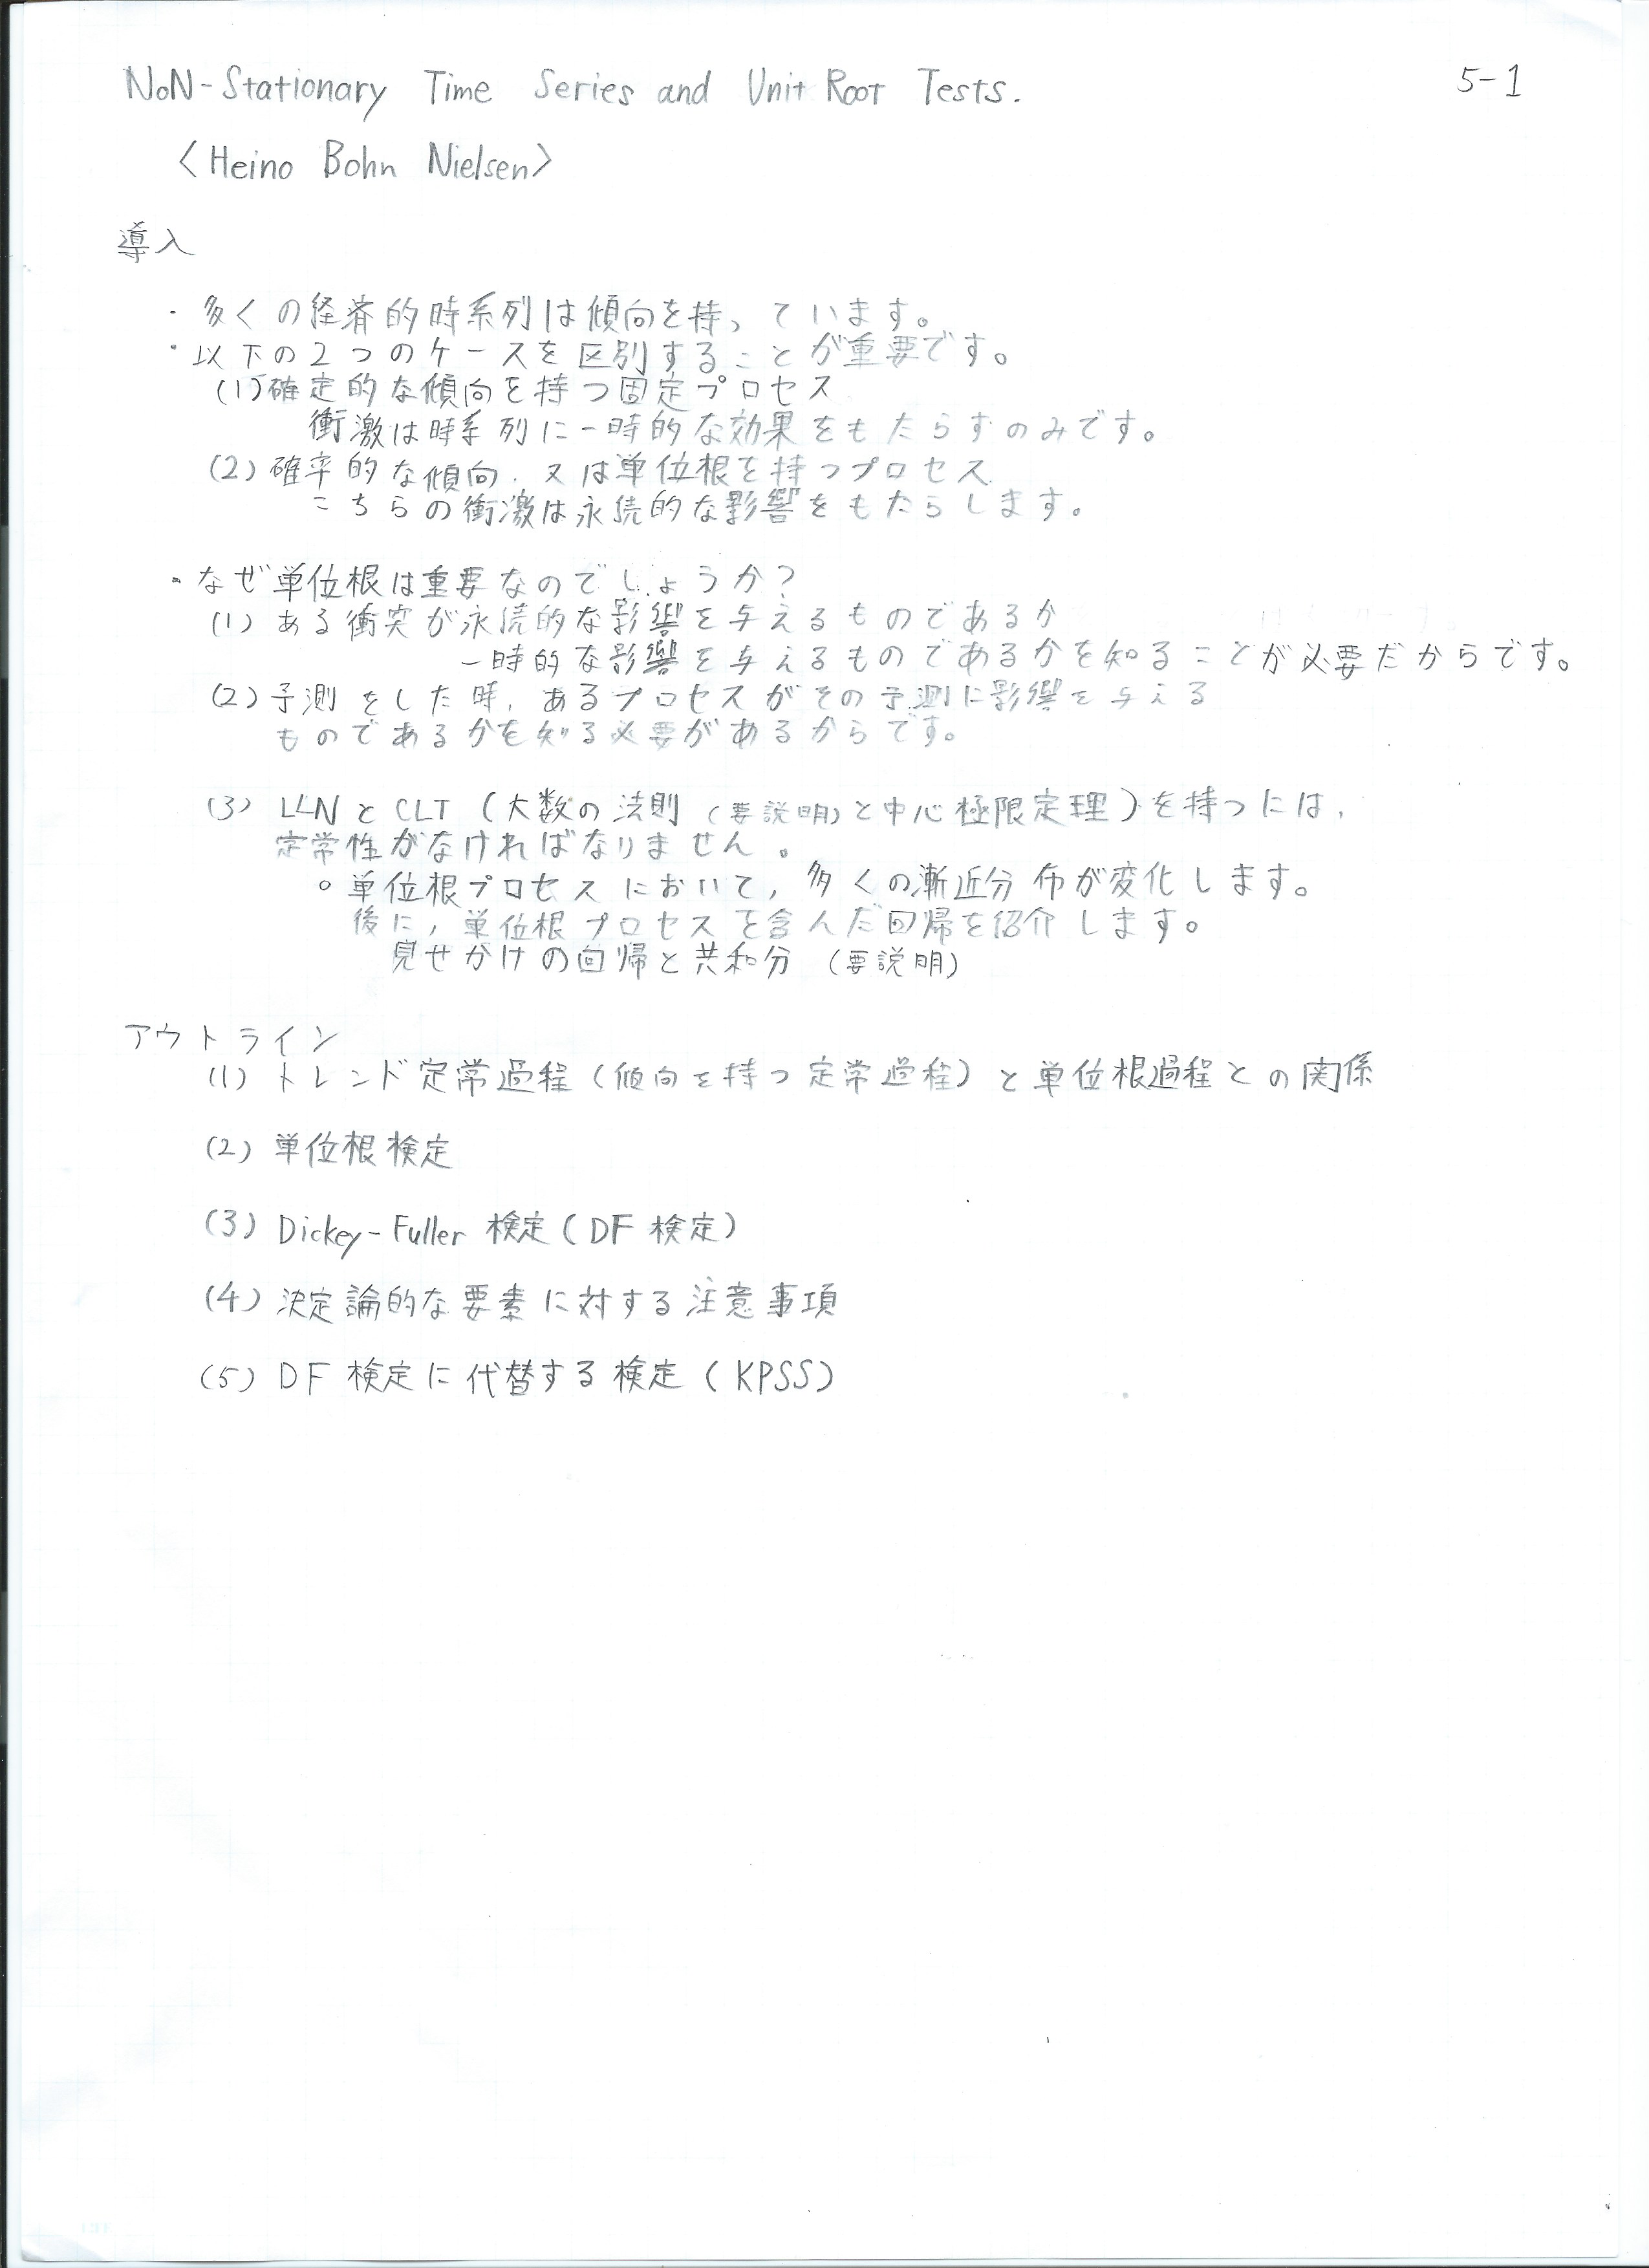 NoN-Stationary Time Series and Unit Root Tests.
5-1
<Heino Bohn Nielsen>
導入
・多くの経済的時系列は傾向を持っています。
・以下の2つのケースを区別することが重要です。
(1)確定的な傾向を持つ固定プロセス
衝激は時系列に一時的な効果をもたらすのみです。
(2)確率的な傾向、又は単位根を持つプロセス
こちらの衝激は永続的な影響をもたらします。
・なぜ単位根は重要なのでしょうか?
(1) ある衝突が永続的な影響を与えるものであるか
一時的な影響を与えるものであるかを知ることが必要だからです。
(2)予測をした時、あるプロセスがその予測に影響を与える
ものであるかを知る必要があるからです。
(3) LLNとCLT (大数の法則(要説明)と中心極限定理)を持つには、
定常性がなければなりません。
○単位根プロセスにおいて, 多くの漸近分布が変化します。
後に, 単位根プロセスを含んだ回帰を紹介します。
見せかけの回帰と共和分 (要説明)
アウトライン
(1) トレンド定常過程(傾向を持つ定常過程)と単位根過程との関係
(2) 単位根検定
(3) Dickey-Fuller 検定(DF検定)
(4) 決定論的な要素に対する注意事項
(5) DF検定に代替する検定(KPSS)